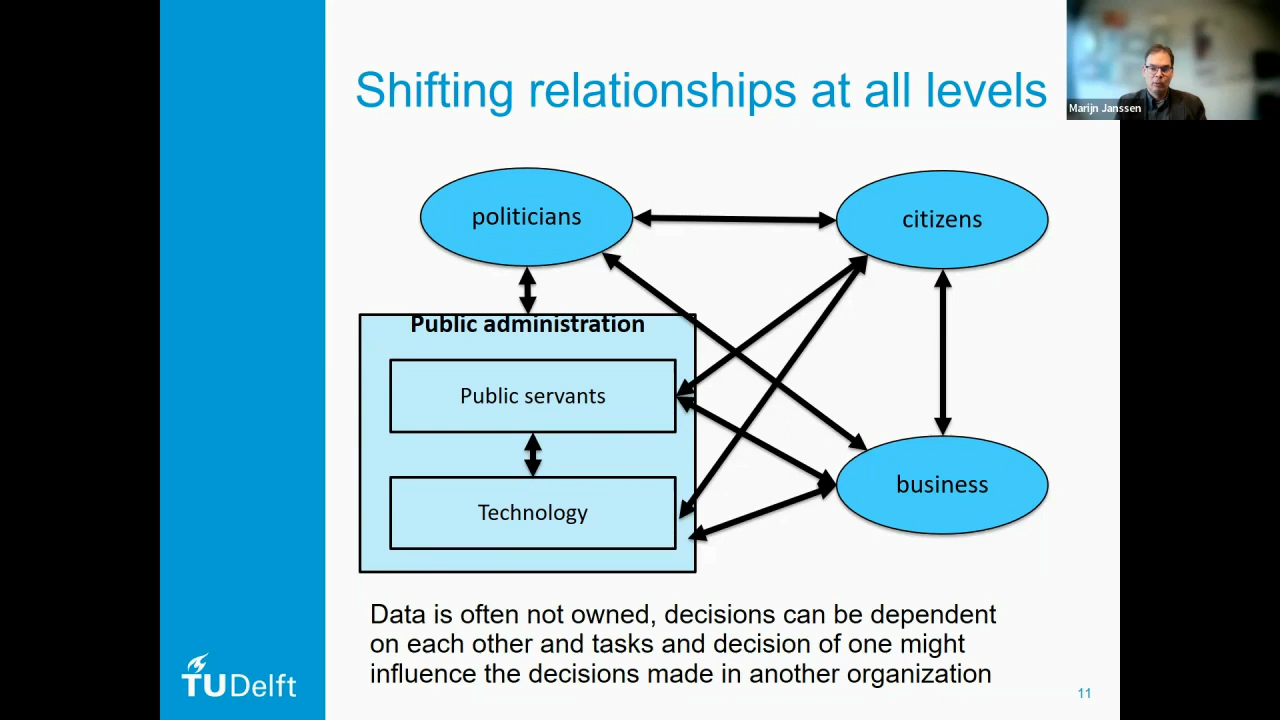 Shifting relationships at all levels
Marijn Janssen
politicians
citizens
Public administration
Public servants
Technology
business
Data is often not owned, decisions can be dependent
on each other and tasks and decision of one might
influence the decisions made in another organization
TUDelft
11